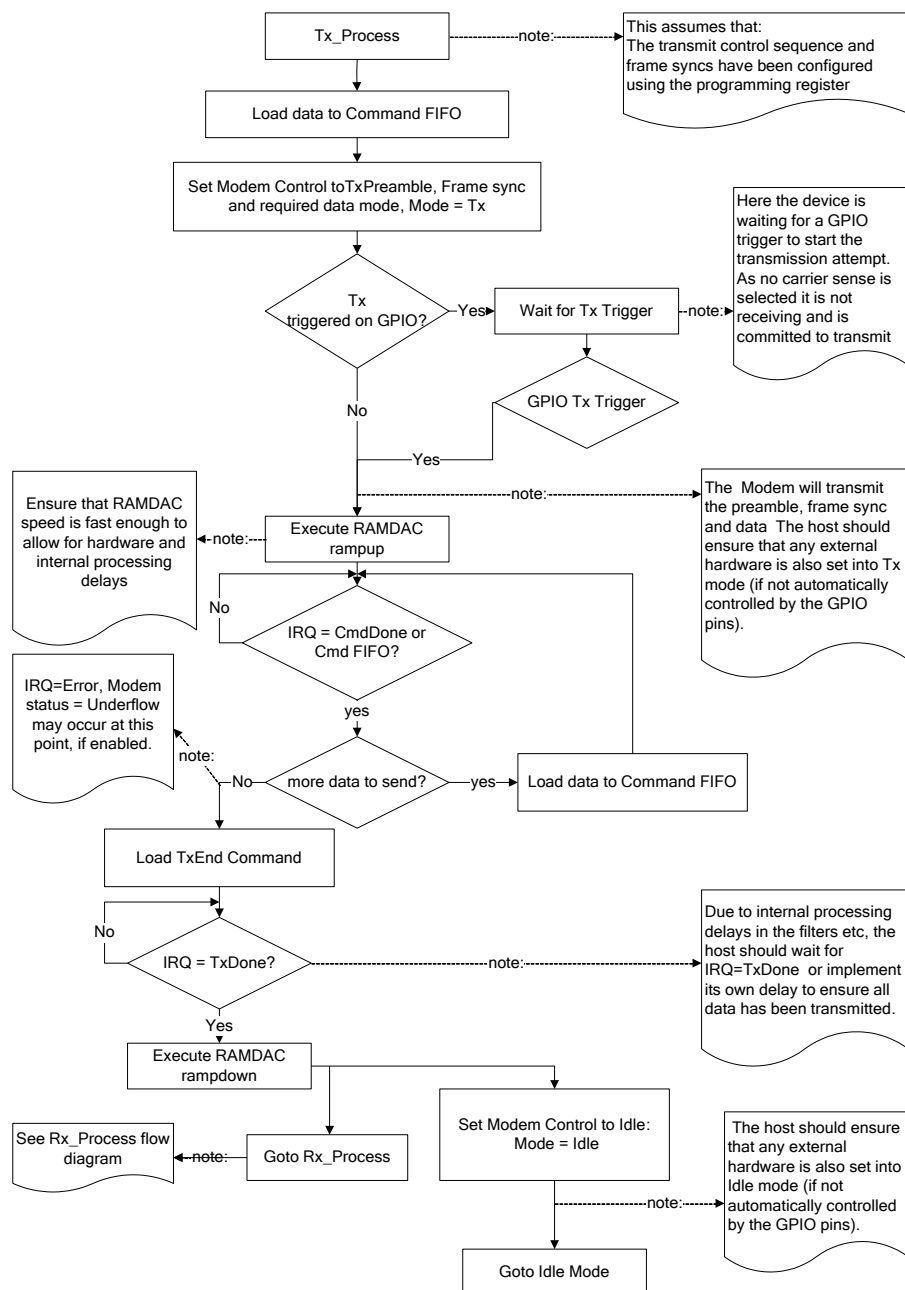 Tx_Process
note:
This assumes that:
The transmit control sequence and
frame syncs have been configured
using the programming register
Load data to Command FIFO
Set Modem Control toTxPreamble, Frame sync
and required data mode, Mode = Tx
Here the device is
waiting for a GPIO
trigger to start the
transmission attempt.
As no carrier sense is
selected it is not
receiving and is
committed to transmit
Tx
triggered on GPIO?
Yes
Wait for Tx Trigger
note:
No
GPIO Tx Trigger
Yes
note:
The  Modem will transmit
the preamble, frame sync
and data  The host should
ensure that any external
hardware is also set into Tx
mode (if not automatically
controlled by the GPIO
pins).
Ensure that RAMDAC
speed is fast enough to
allow for hardware and
internal processing
delays
note:
Execute RAMDAC
rampup
No
IRQ = CmdDone or
Cmd FIFO?
yes
IRQ=Error, Modem
status = Underflow
may occur at this
point, if enabled.
note:
No
more data to send?
yes
Load data to Command FIFO
Load TxEnd Command
No
IRQ = TxDone?
note:
Due to internal processing
delays in the filters etc, the
host should wait for
IRQ=TxDone  or implement
its own delay to ensure all
data has been transmitted.
Yes
Execute RAMDAC
rampdown
See Rx_Process flow
diagram
note:
Goto Rx_Process
Set Modem Control to Idle:
Mode = Idle
note:
The host should ensure
that any external
hardware is also set into
Idle mode (if not
automatically controlled
by the GPIO pins).
Goto Idle Mode